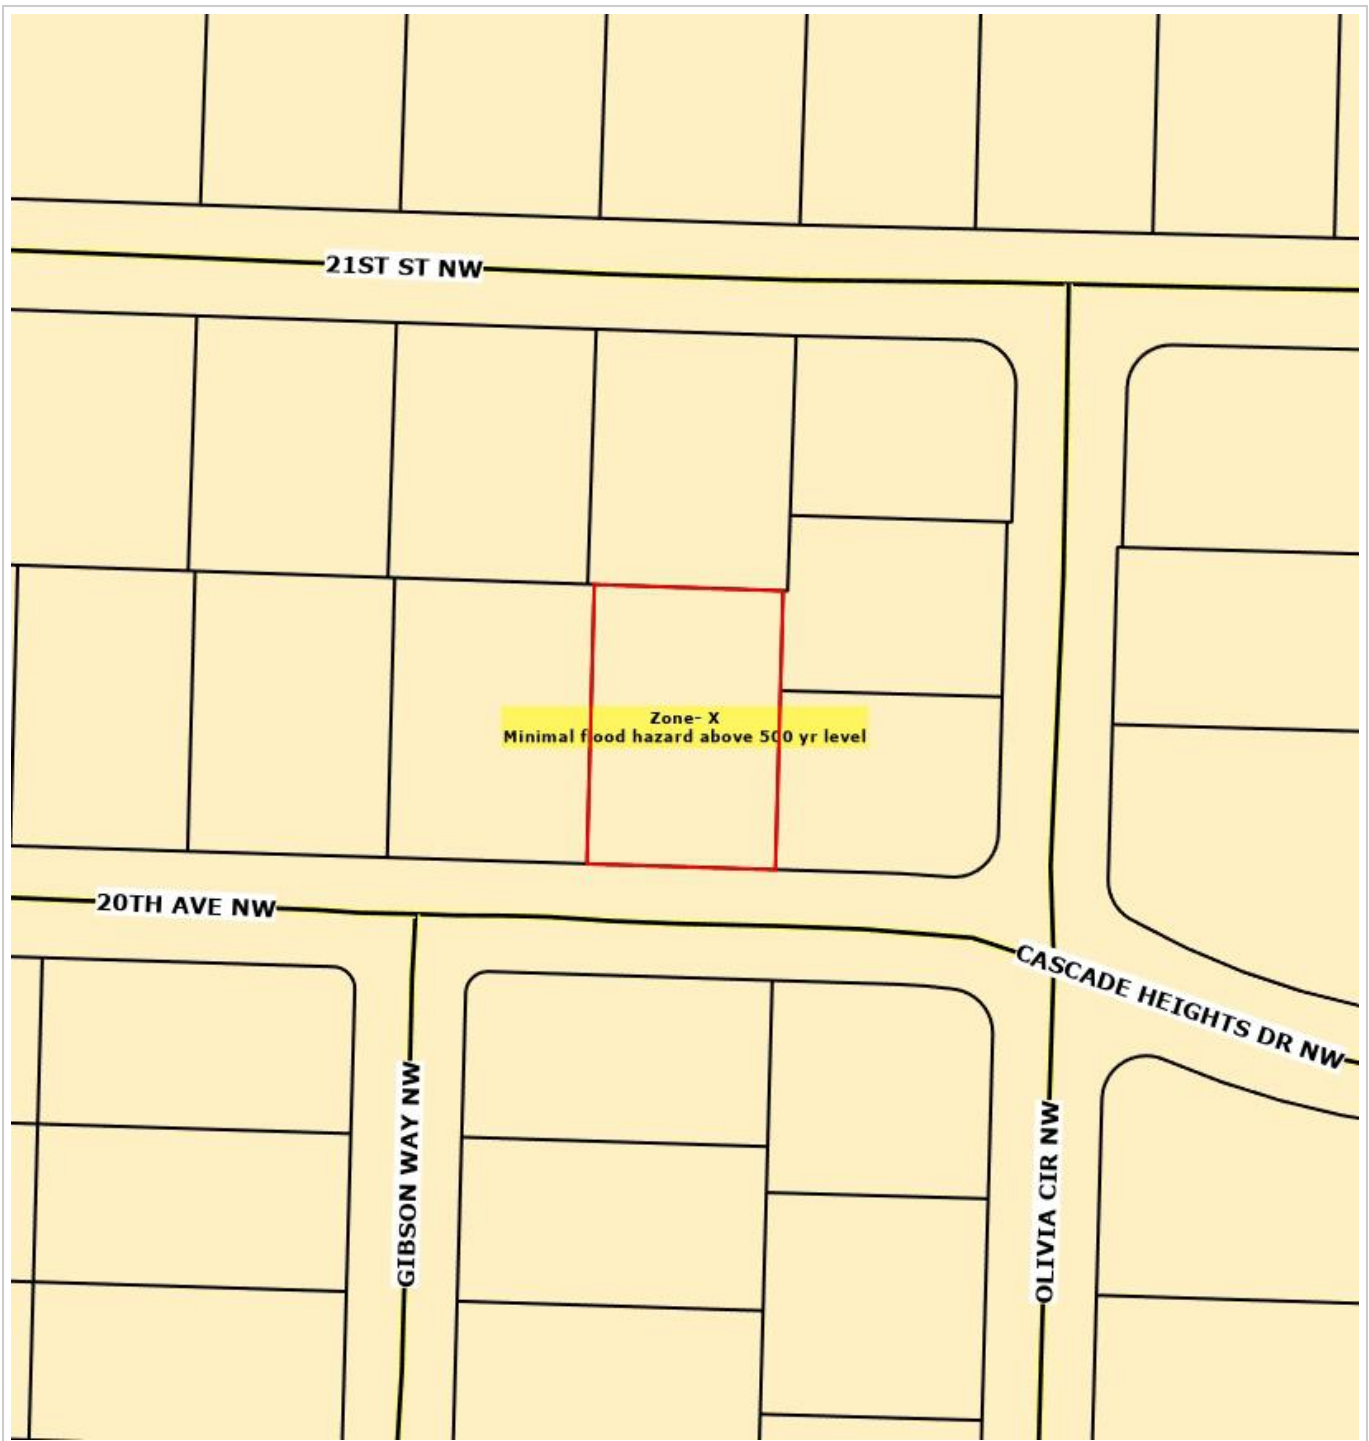 21ST ST NW
Zone- X
Minimal flood hazard above 500 yr level
20TH AVE NW
CASCADE HEIGHTS DR NW
GIBSON WAY NW
OLIVIA CIR NW